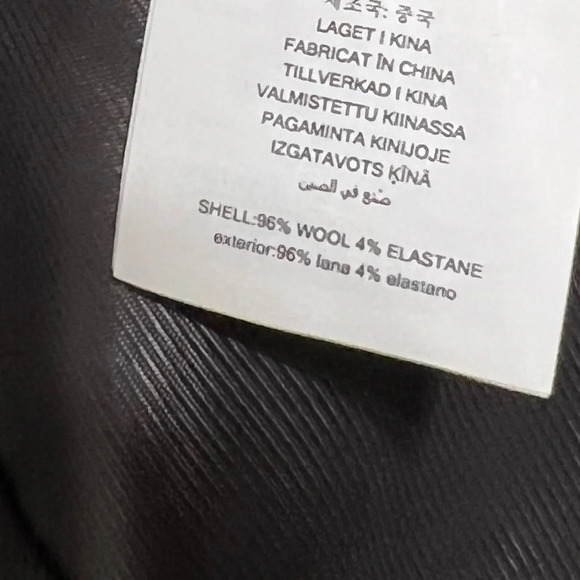 제조국: 중국
LAGET I KINA
FABRICAT ÎN CHINA
TILLVERKAD I KINA
VALMISTETTU KIINASSA
PAGAMINTA KINIJOJE
IZGATAVOTS ĶĪNĀ
صنع في الصين
SHELL:96% WOOL 4% ELASTANE
exterior:96% lana 4% elastano